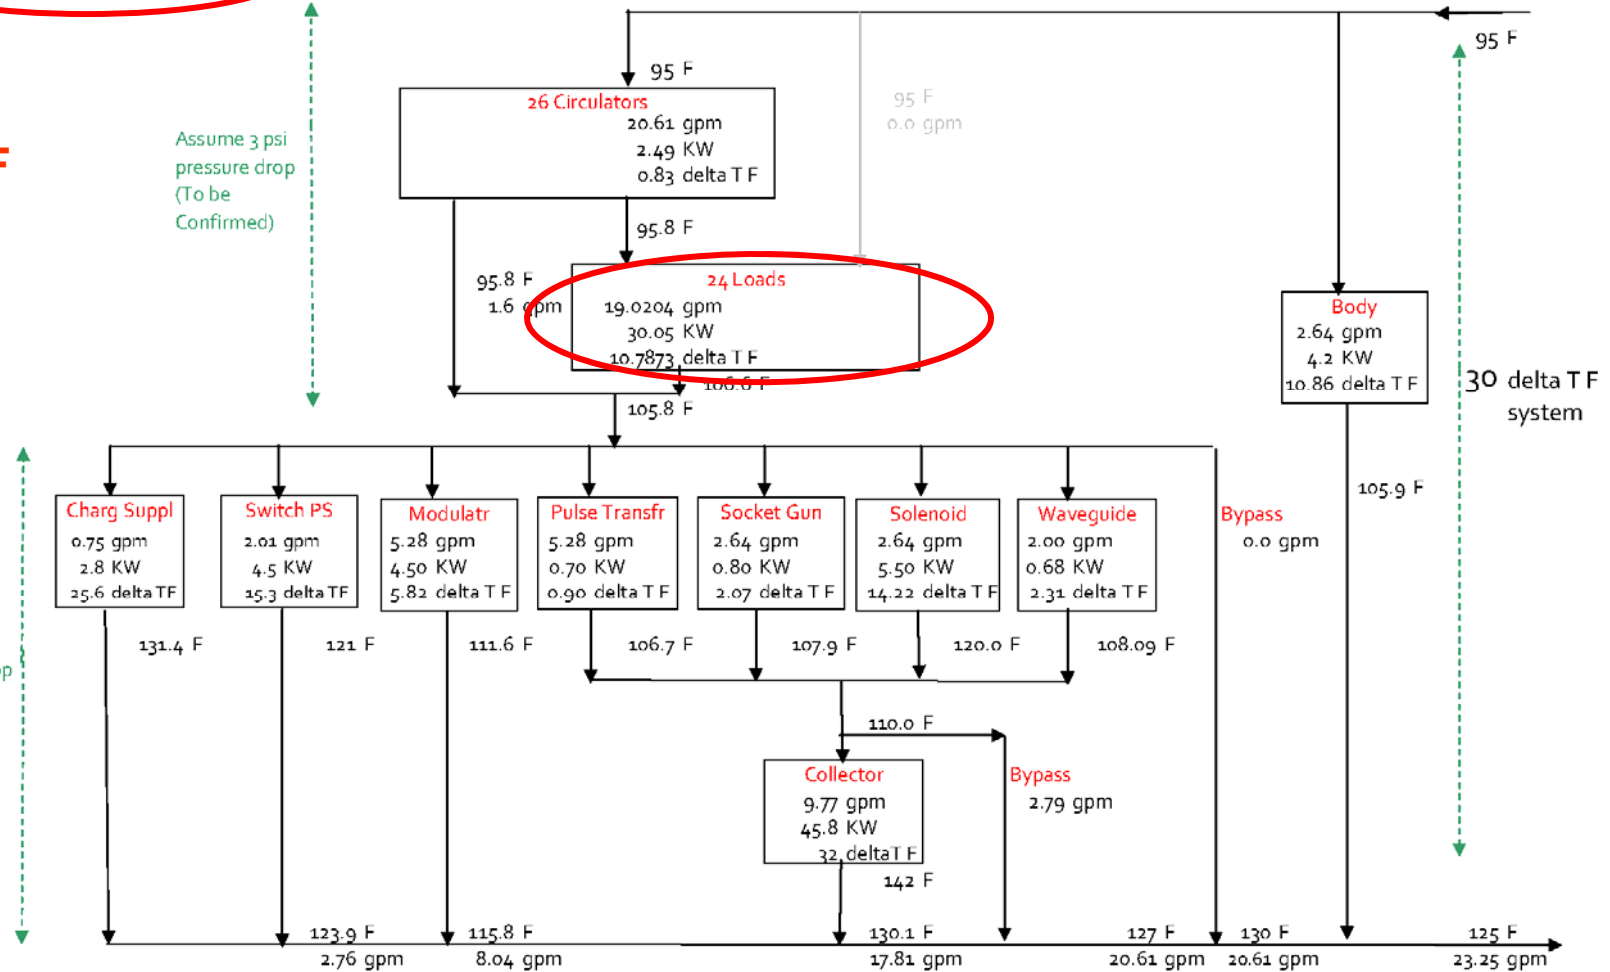 95 F
95 F
26 Circulators
20.61 gpm
2.49 KW
0.83 delta T F
95 F
0.0 gpm
Assume 3 psi
pressure drop
(To be
Confirmed)
F
95.8 F
95.8 F
1.6 gpm
24 Loads
19.0204 gpm
30.05 KW
10.7873 delta T F
106.6 F
105.8 F
Body
2.64 gpm
4.2 KW
10.86 delta T F
30 delta T F
system
105.9 F
Charg Suppl
0.75 gpm
2.8 KW
25.6 delta T F
Switch PS
2.01 gpm
4.5 KW
15.3 delta T F
Modulatr
5.28 gpm
4.50 KW
5.82 delta T F
Pulse Transfr
5.28 gpm
0.70 KW
0.90 delta T F
Socket Gun
2.64 gpm
0.80 KW
2.07 delta T F
Solenoid
2.64 gpm
5.50 KW
14.22 delta T F
Waveguide
2.00 gpm
0.68 KW
2.31 delta T F
Bypass
0.0 gpm
131.4 F
121 F
111.6 F
106.7 F
107.9 F
120.0 F
108.09 F
110.0 F
Collector
9.77 gpm
45.8 KW
32 deltaT F
Bypass
2.79 gpm
142 F
123.9 F
2.76 gpm
115.8 F
8.04 gpm
130.1 F
17.81 gpm
127 F
20.61 gpm
130 F
20.61 gpm
125 F
23.25 gpm